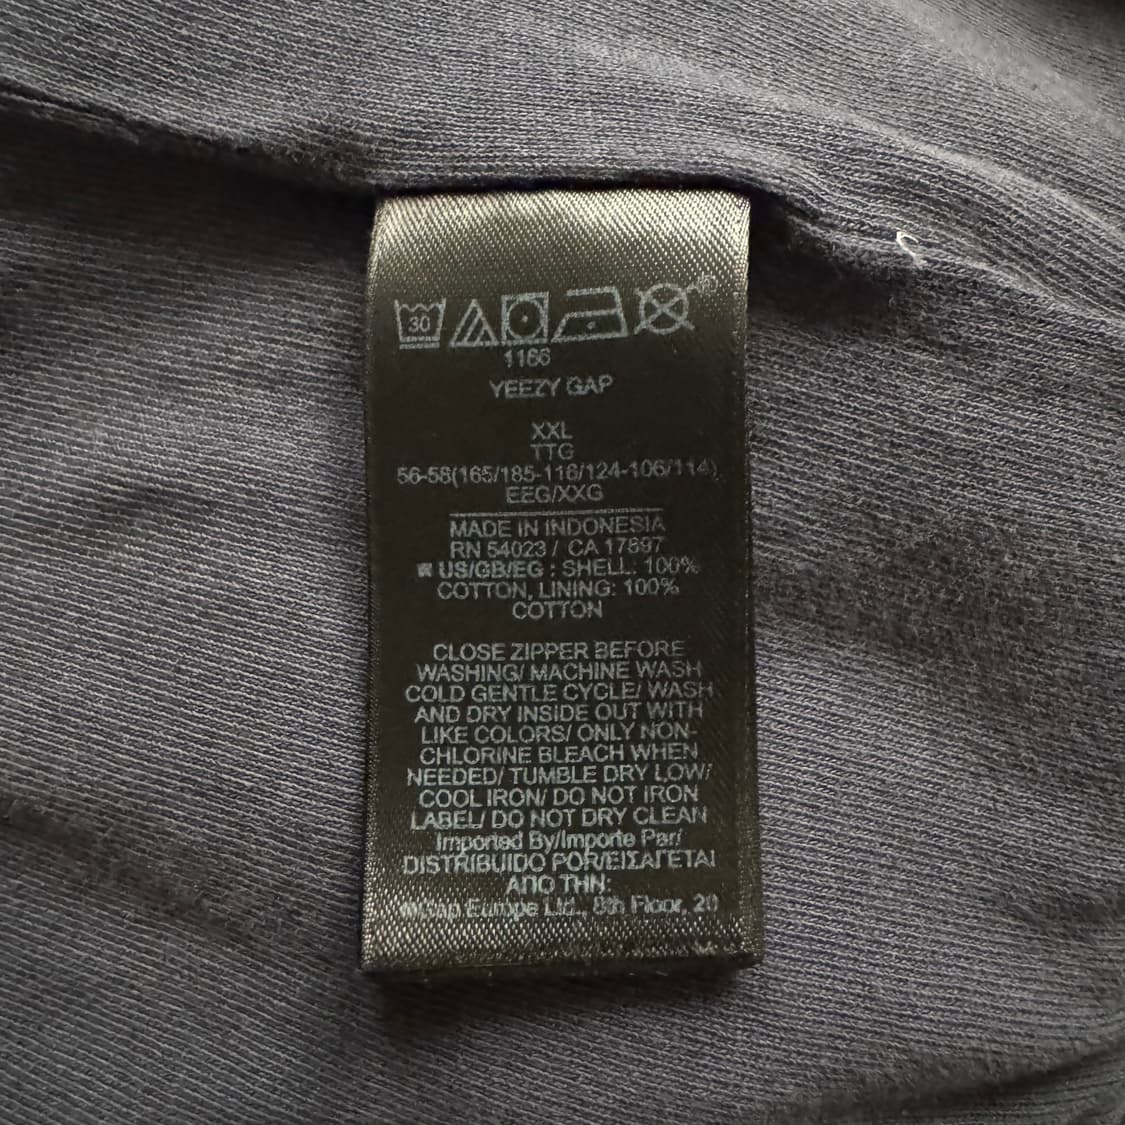 30
1166
YEEZY GAP
XXL
TTG
56-58(165/185-116/124-106/114)
EEG/XXG
MADE IN INDONESIA
RN 54023 / CA 17897
US/GB/EG : SHELL: 100%
COTTON, LINING: 100%
COTTON
CLOSE ZIPPER BEFORE
WASHING/ MACHINE WASH
COLD GENTLE CYCLE/ WASH
AND DRY INSIDE OUT WITH
LIKE COLORS/ ONLY NON-
CHLORINE BLEACH WHEN
NEEDED/ TUMBLE DRY LOW/
COOL IRON/ DO NOT IRON
LABEL/ DO NOT DRY CLEAN
Imported By/Importe Par/
DISTRIBUIDO POR/ΕΙΣΑΓΕΤΑΙ
ΑΠΟ ΤΗΝ:
Gap Europe Ltd., 8th Floor, 20